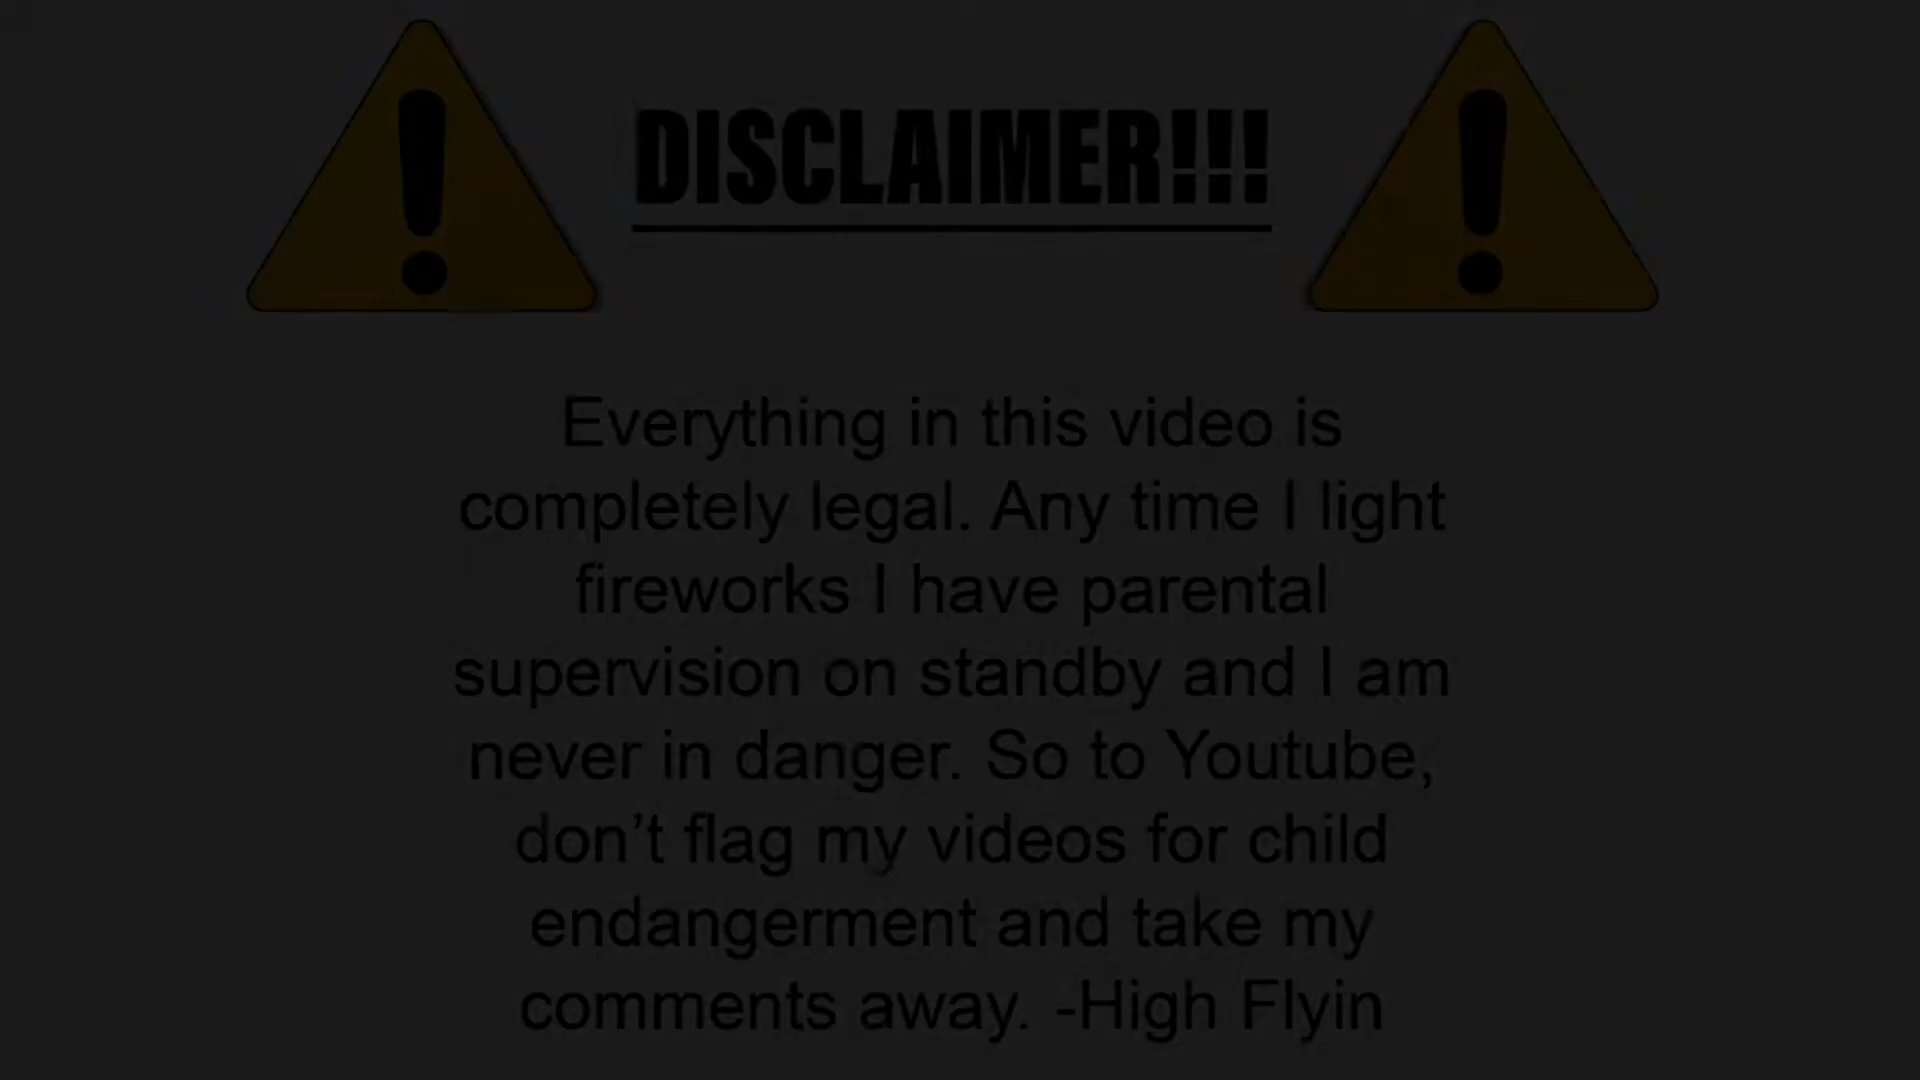 DISCLAIMER!!!
Everything in this video is
completely legal. Any time I light
fireworks I have parental
supervision on standby and I am
never in danger. So to Youtube,
don’t flag my videos for child
endangerment and take my
comments away. -High Flyin